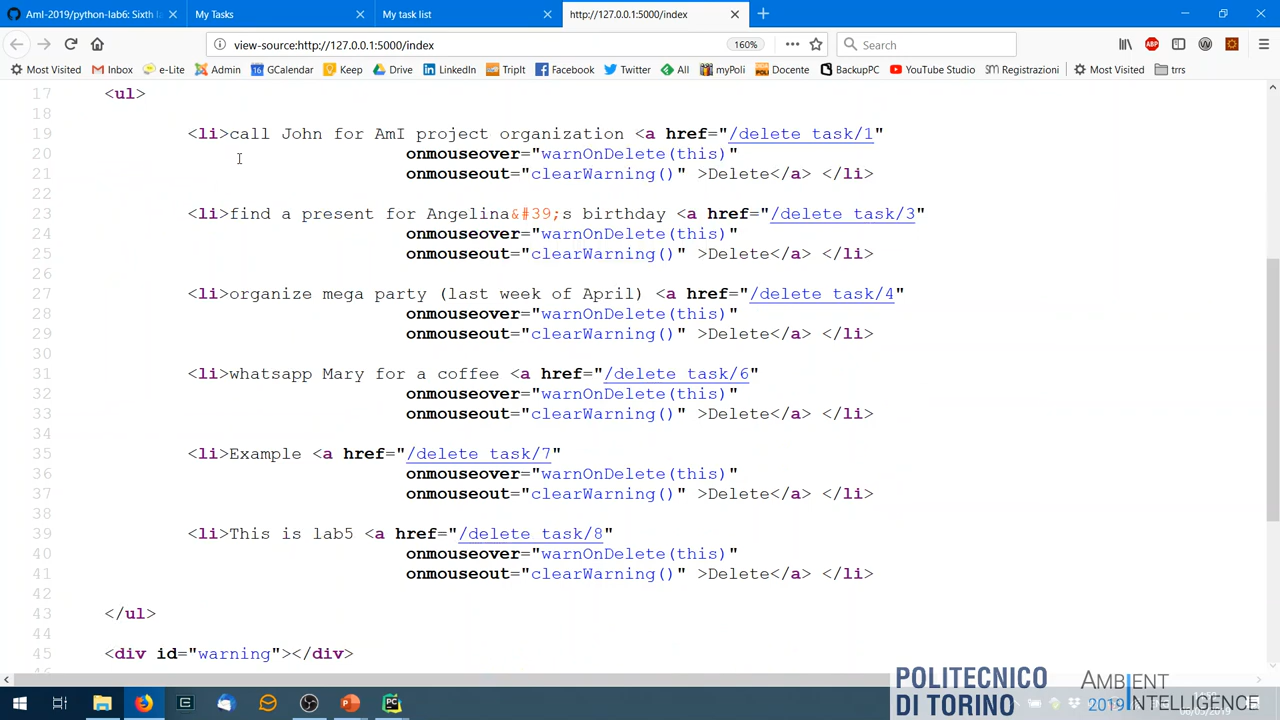 AmI-2019/python-lab6: Sixth l
My Tasks
My task list
http://127.0.0.1:5000/index
view-source:http://127.0.0.1:5000/index
160%
Search
Most Visited
Inbox
e-Lite
Admin
GCalendar
Keep
Drive
LinkedIn
TripIt
Facebook
Twitter
All
myPoli
Docente
BackupPC
YouTube Studio
Registrazioni
Most Visited
trrs
17 <ul>
18
19 <li>call John for AmI project organization <a href="/delete_task/1"
20 onmouseover="warnOnDelete(this)"
21 onmouseout="clearWarning()" >Delete</a> </li>
22
23 <li>find a present for Angelina&#39;s birthday <a href="/delete_task/3"
24 onmouseover="warnOnDelete(this)"
25 onmouseout="clearWarning()" >Delete</a> </li>
26
27 <li>organize mega party (last week of April) <a href="/delete_task/4"
28 onmouseover="warnOnDelete(this)"
29 onmouseout="clearWarning()" >Delete</a> </li>
30
31 <li>whatsapp Mary for a coffee <a href="/delete_task/6"
32 onmouseover="warnOnDelete(this)"
33 onmouseout="clearWarning()" >Delete</a> </li>
34
35 <li>Example <a href="/delete_task/7"
36 onmouseover="warnOnDelete(this)"
37 onmouseout="clearWarning()" >Delete</a> </li>
38
39 <li>This is lab5 <a href="/delete_task/8"
40 onmouseover="warnOnDelete(this)"
41 onmouseout="clearWarning()" >Delete</a> </li>
42
43 </ul>
44
45 <div id="warning"></div>
POLITECNICO
DI TORINO
AMBIENT
2019 INTELLIGENCE